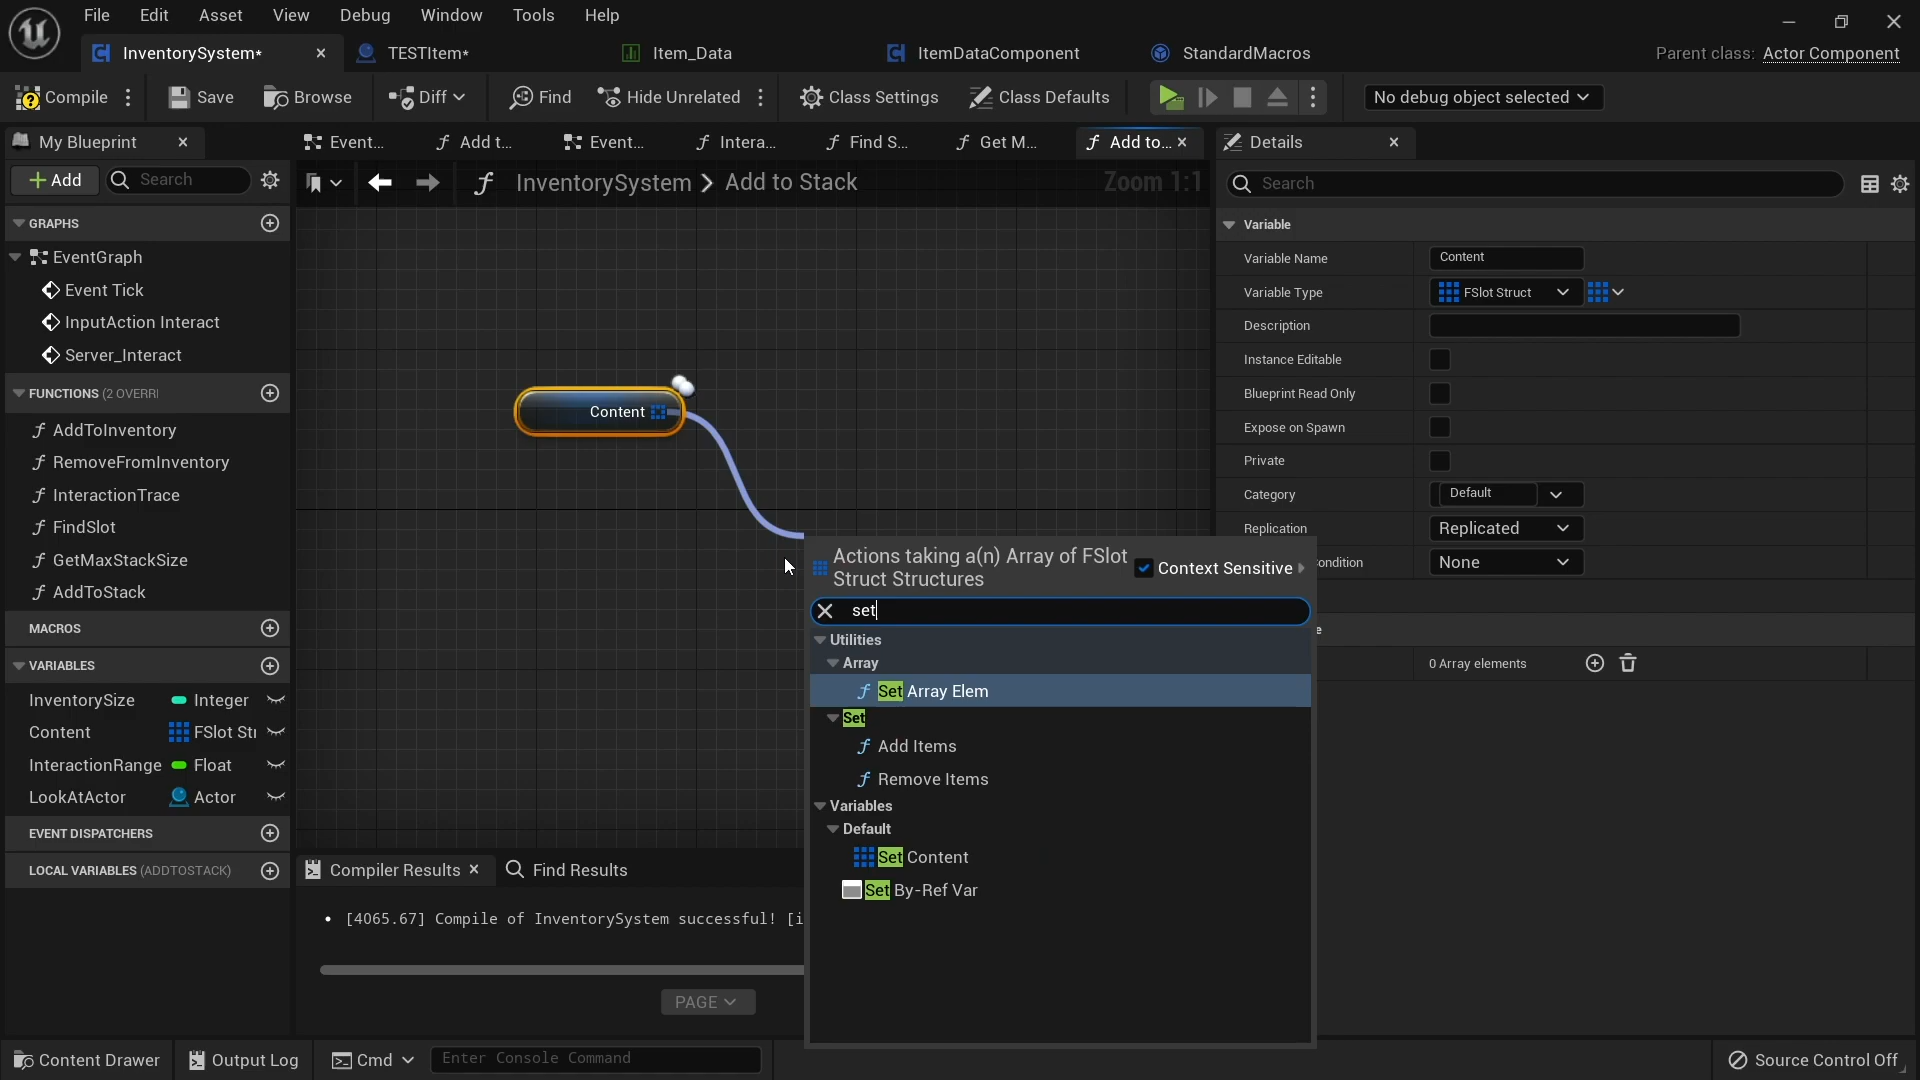 File Edit Asset View Debug Window Tools Help
InventorySystem* TESTItem* Item_Data ItemDataComponent StandardMacros Parent class: Actor Component
Compile Save Browse Diff Find Hide Unrelated Class Settings Class Defaults No debug object selected
My Blueprint Event... Add t... Event... Intera... Find S... Get M... Add to... Details
Add Search InventorySystem > Add to Stack Zoom 1:1 Search
GRAPHS
EventGraph
Event Tick
InputAction Interact
Server_Interact
FUNCTIONS (2 OVERRI
AddToInventory
RemoveFromInventory
InteractionTrace
FindSlot
GetMaxStackSize
AddToStack
MACROS
VARIABLES
InventorySize Integer
Content FSlot Str
InteractionRange Float
LookAtActor Actor
EVENT DISPATCHERS
LOCAL VARIABLES (ADDTOSTACK)
Content
Actions taking a(n) Array of FSlot
Struct Structures
Context Sensitive
set
Utilities
Array
Set Array Elem
Set
Add Items
Remove Items
Variables
Default
Set Content
Set By-Ref Var
Variable
Variable Name Content
Variable Type FSlot Struct
Description
Instance Editable
Blueprint Read Only
Expose on Spawn
Private
Category Default
Replication Replicated
ondition None
e
0 Array elements
Compiler Results Find Results
[4065.67] Compile of InventorySystem successful! [i
PAGE
Content Drawer Output Log Cmd Enter Console Command Source Control Off